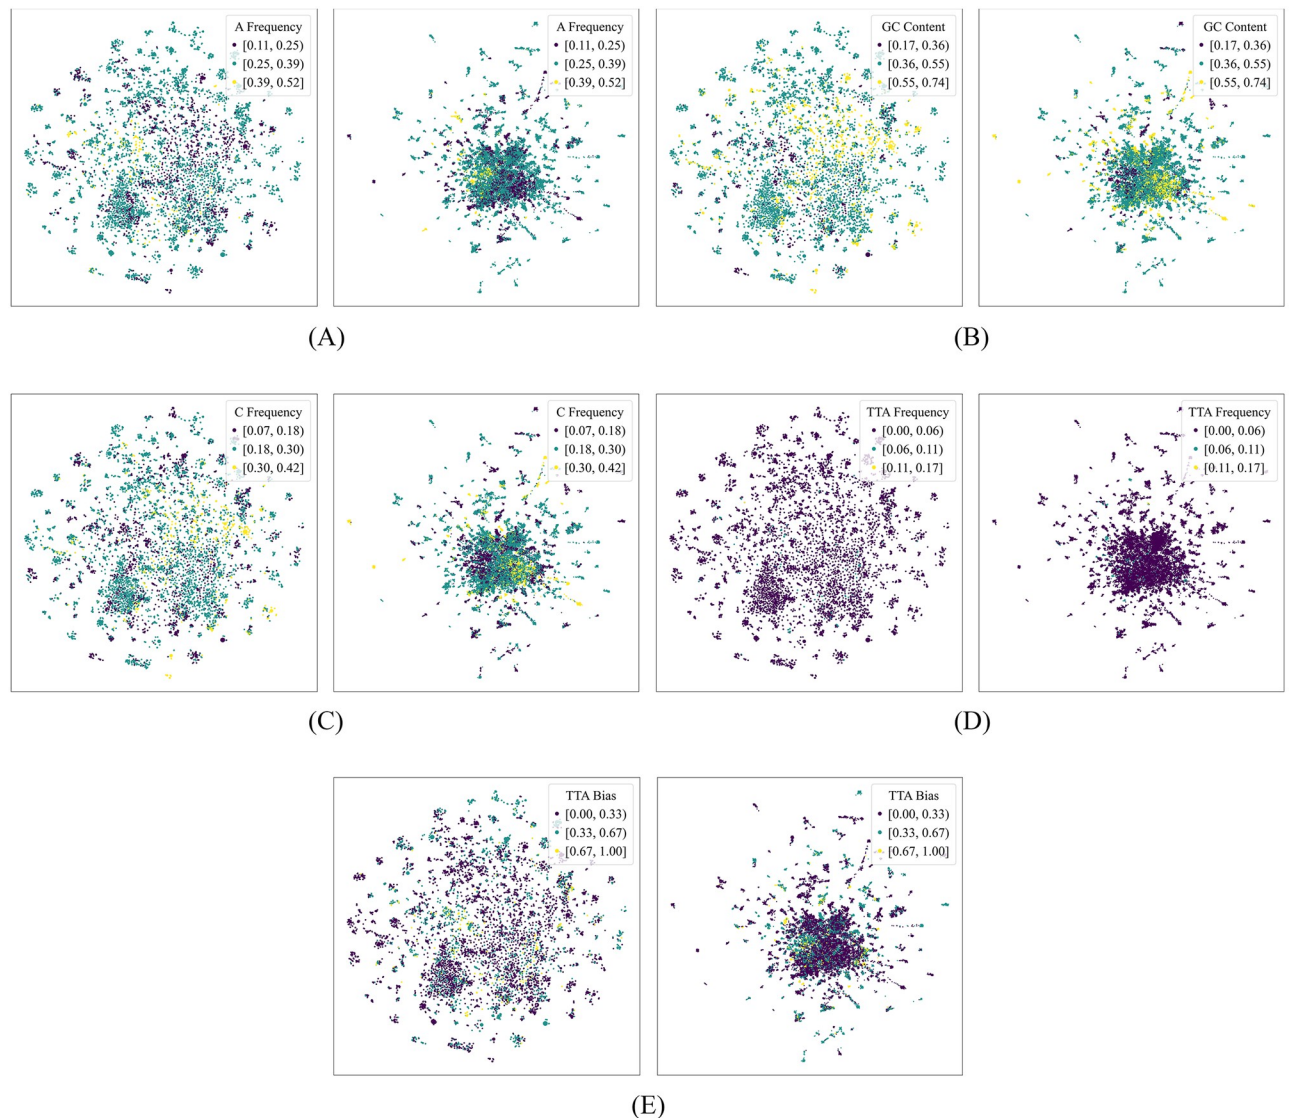 A Frequency
[0.11, 0.25)
[0.25, 0.39)
[0.39, 0.52]
A Frequency
[0.11, 0.25)
[0.25, 0.39)
[0.39, 0.52]
GC Content
[0.17, 0.36)
[0.36, 0.55)
[0.55, 0.74]
GC Content
[0.17, 0.36)
[0.36, 0.55)
[0.55, 0.74]
(A)
(B)
C Frequency
[0.07, 0.18)
[0.18, 0.30)
[0.30, 0.42]
C Frequency
[0.07, 0.18)
[0.18, 0.30)
[0.30, 0.42]
TTA Frequency
[0.00, 0.06)
[0.06, 0.11)
[0.11, 0.17]
TTA Frequency
[0.00, 0.06)
[0.06, 0.11)
[0.11, 0.17]
(C)
(D)
TTA Bias
[0.00, 0.33)
[0.33, 0.67)
[0.67, 1.00]
TTA Bias
[0.00, 0.33)
[0.33, 0.67)
[0.67, 1.00]
(E)